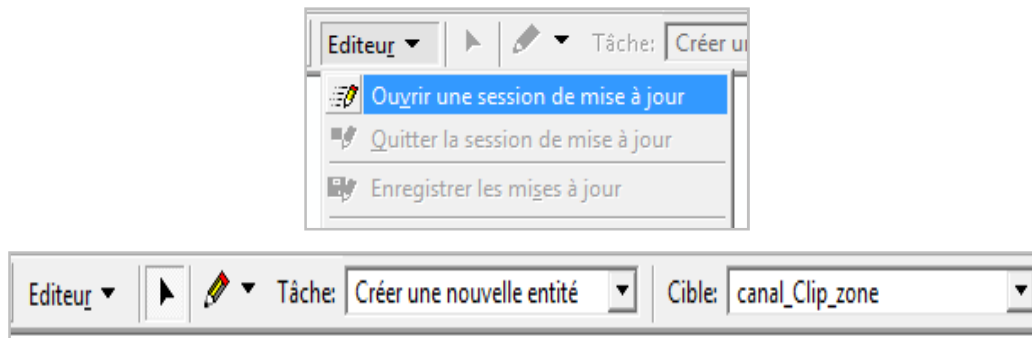 Editeur Tâche: Créer u
Ouvrir une session de mise à jour
Quitter la session de mise à jour
Enregistrer les mises à jour
Editeur Tâche: Créer une nouvelle entité Cible: canal_Clip_zone